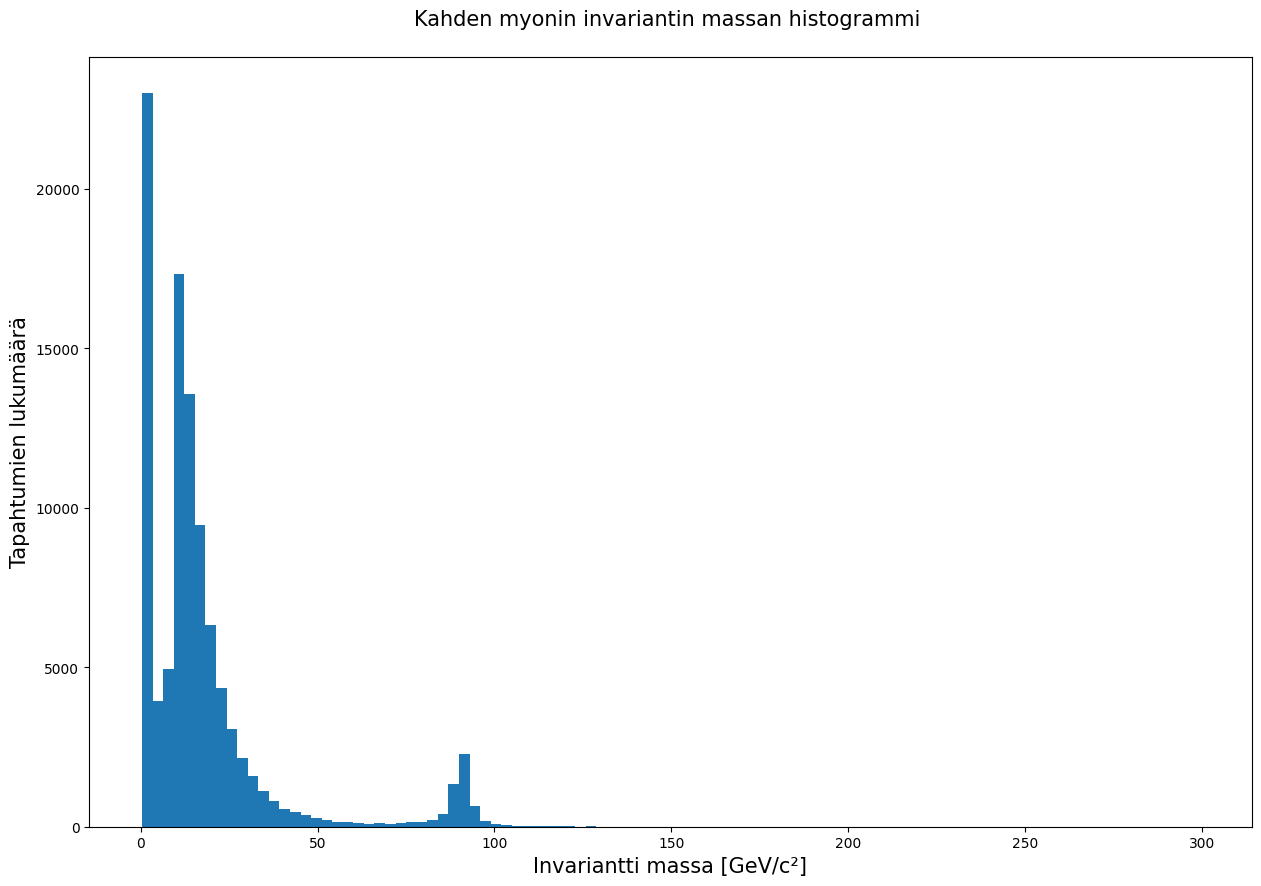 Kahden myonin invariantin massan histogrammi
Tapahtumien lukumäärä
20000
15000
10000
5000
0
0 50 100 150 200 250 300
Invariantti massa [GeV/c²]